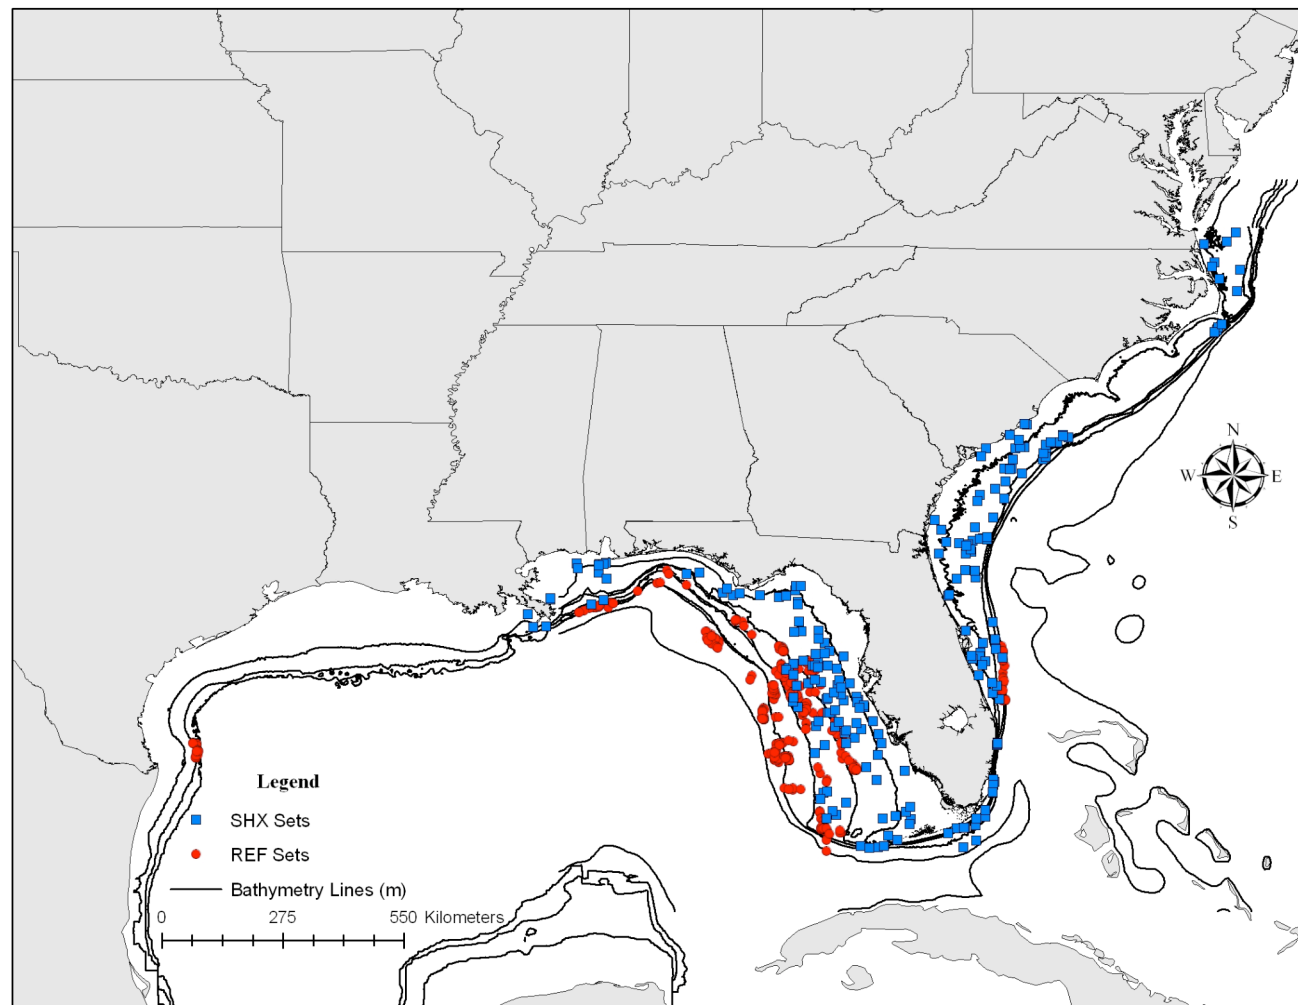 N
W E
S
Legend
SHX Sets
REF Sets
Bathymetry Lines (m)
0 275 550 Kilometers